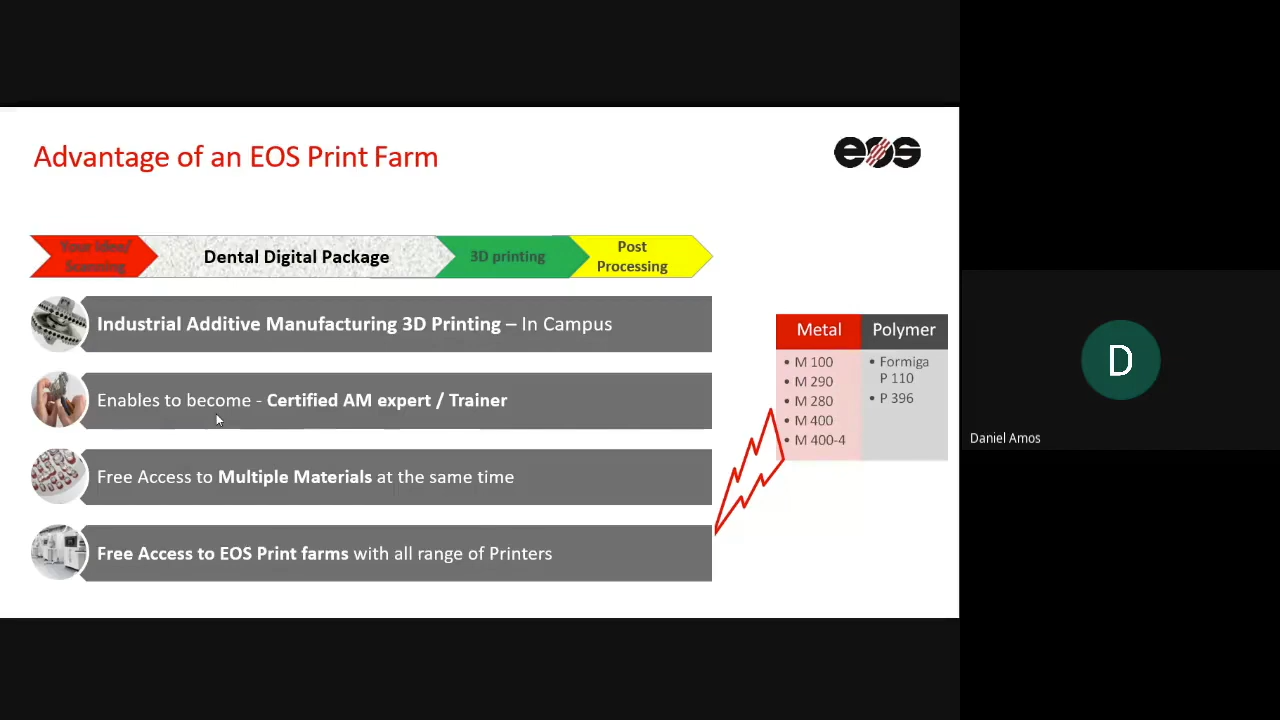 Advantage of an EOS Print Farm
eos
Your Idea/
Scanning
Dental Digital Package
3D printing
Post
Processing
Industrial Additive Manufacturing 3D Printing – In Campus
Enables to become - Certified AM expert / Trainer
Free Access to Multiple Materials at the same time
Free Access to EOS Print farms with all range of Printers
Metal
Polymer
• M 100
• M 290
• M 280
• M 400
• M 400-4
• Formiga
P 110
• P 396
D
Daniel Amos